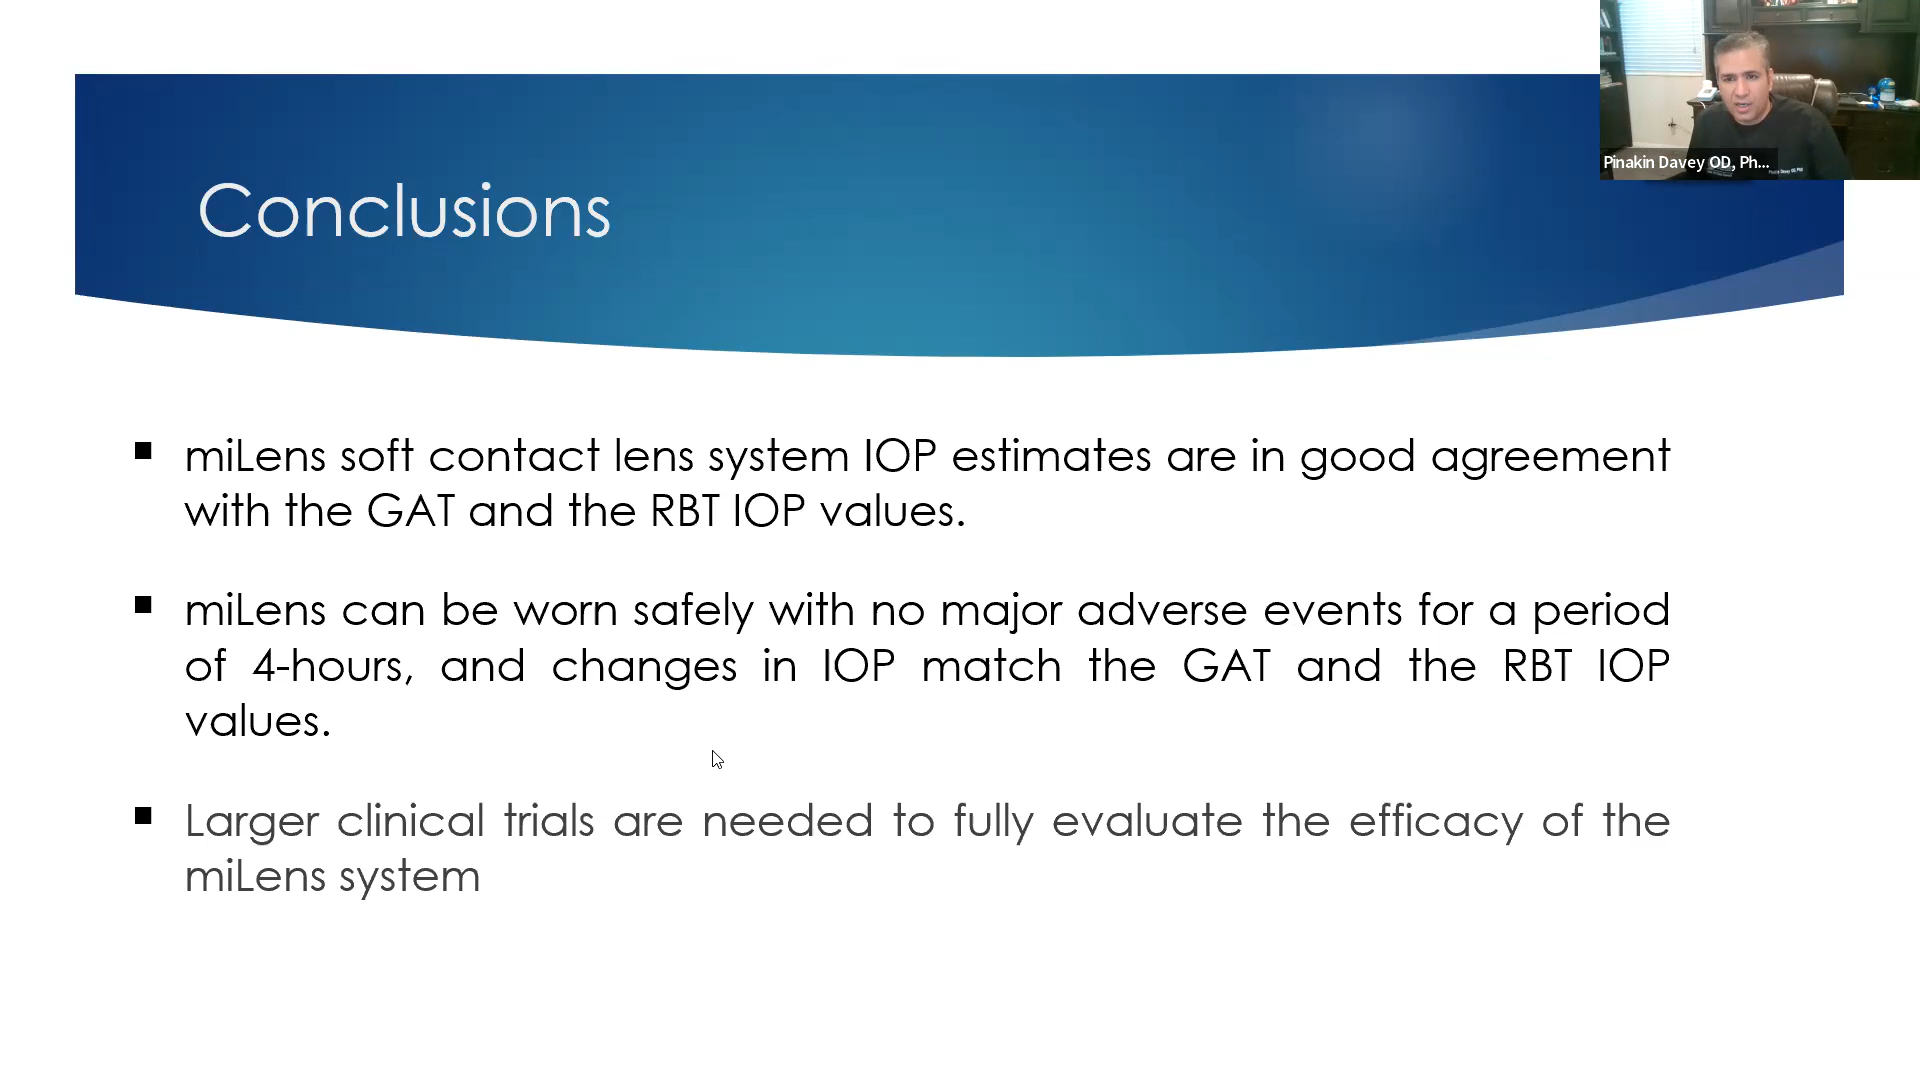 Pinakin Davey OD, Ph...
Conclusions
miLens soft contact lens system IOP estimates are in good agreement
with the GAT and the RBT IOP values.
miLens can be worn safely with no major adverse events for a period
of 4-hours, and changes in IOP match the GAT and the RBT IOP
values.
Larger clinical trials are needed to fully evaluate the efficacy of the
miLens system